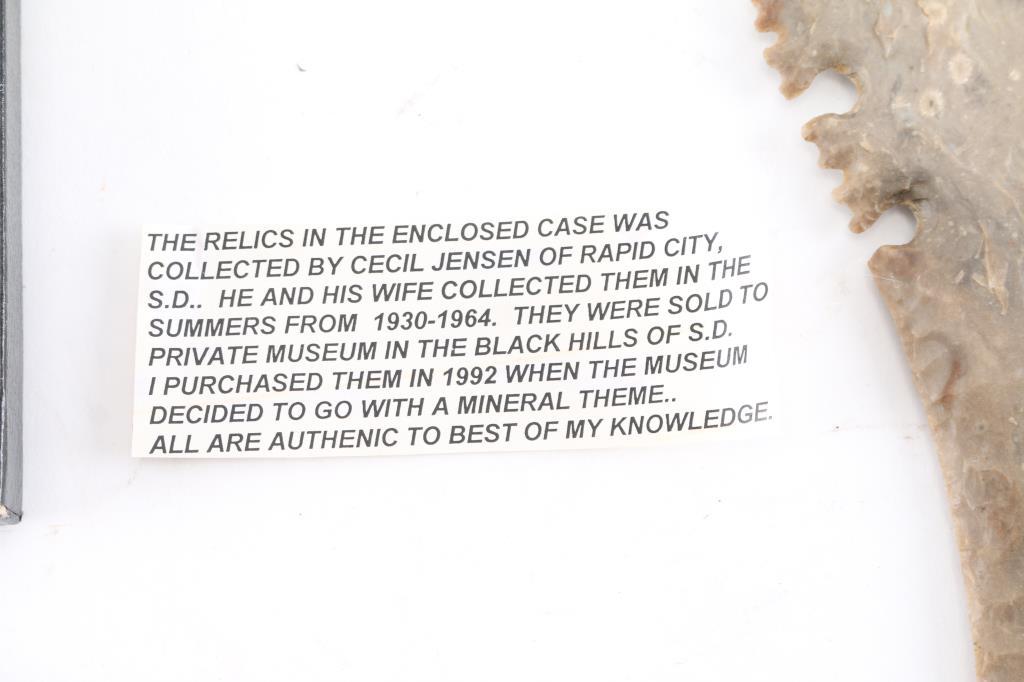 THE RELICS IN THE ENCLOSED CASE WAS
COLLECTED BY CECIL JENSEN OF RAPID CITY,
S.D..  HE AND HIS WIFE COLLECTED THEM IN THE
SUMMERS FROM  1930-1964.  THEY WERE SOLD TO
PRIVATE MUSEUM IN THE BLACK HILLS OF S.D.
I PURCHASED THEM IN 1992 WHEN THE MUSEUM
DECIDED TO GO WITH A MINERAL THEME..
ALL ARE AUTHENIC TO BEST OF MY KNOWLEDGE.